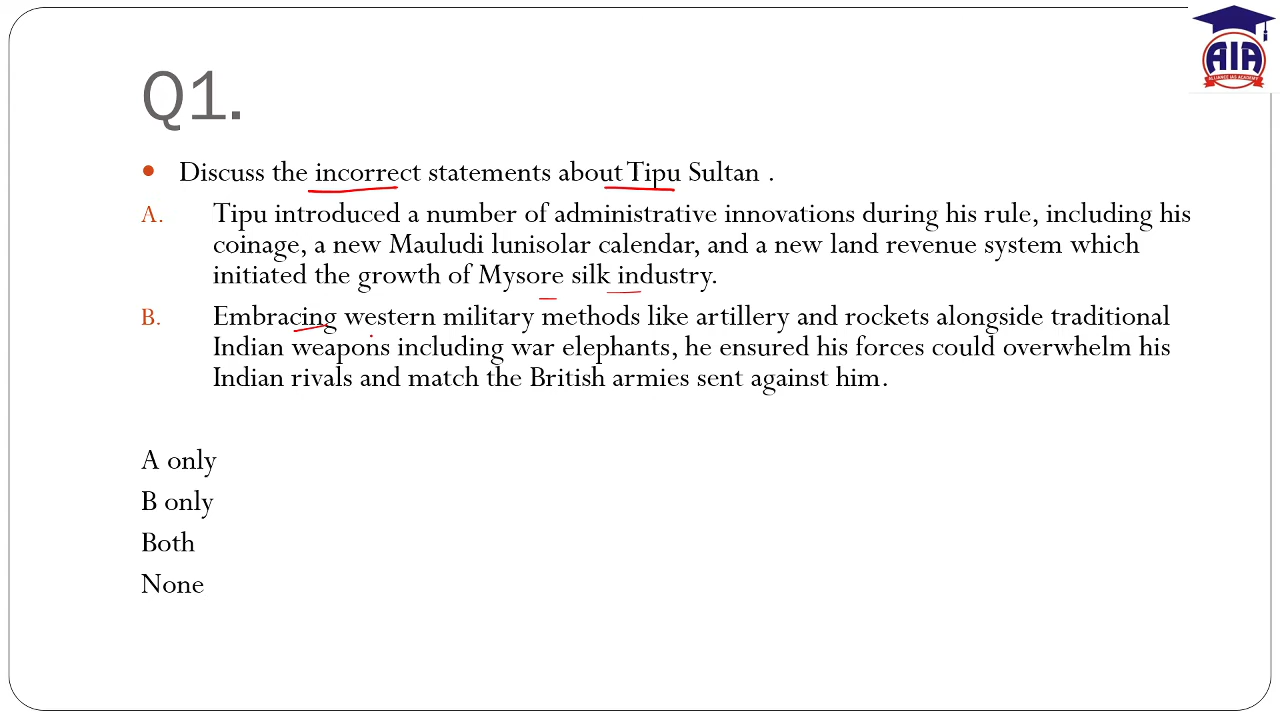 AIA
ALLIANCE IAS ACADEMY
Q1.
• Discuss the incorrect statements about Tipu Sultan .
A. Tipu introduced a number of administrative innovations during his rule, including his
coinage, a new Mauludi lunisolar calendar, and a new land revenue system which
initiated the growth of Mysore silk industry.
B. Embracing western military methods like artillery and rockets alongside traditional
Indian weapons including war elephants, he ensured his forces could overwhelm his
Indian rivals and match the British armies sent against him.
A only
B only
Both
None